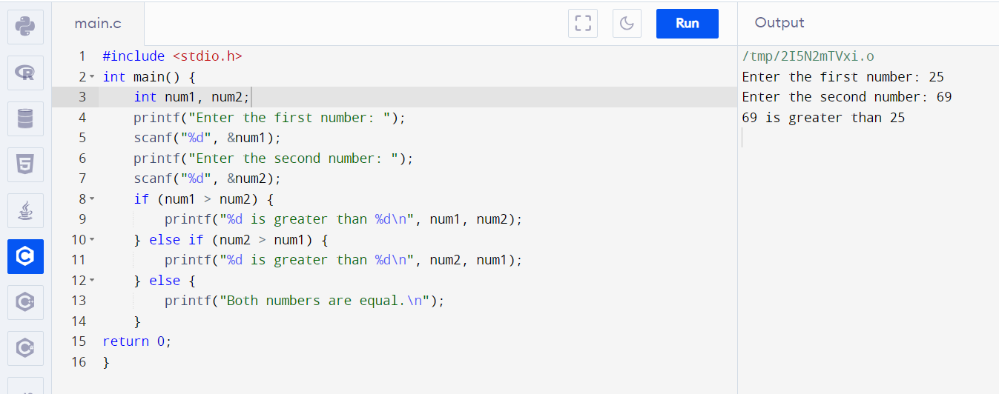 main.c
Run
Output
1 #include <stdio.h>
2 int main() {
3     int num1, num2;
4     printf("Enter the first number: ");
5     scanf("%d", &num1);
6     printf("Enter the second number: ");
7     scanf("%d", &num2);
8     if (num1 > num2) {
9         printf("%d is greater than %d\n", num1, num2);
10     } else if (num2 > num1) {
11         printf("%d is greater than %d\n", num2, num1);
12     } else {
13         printf("Both numbers are equal.\n");
14     }
15 return 0;
16 }
/tmp/2I5N2mTVxi.o
Enter the first number: 25
Enter the second number: 69
69 is greater than 25